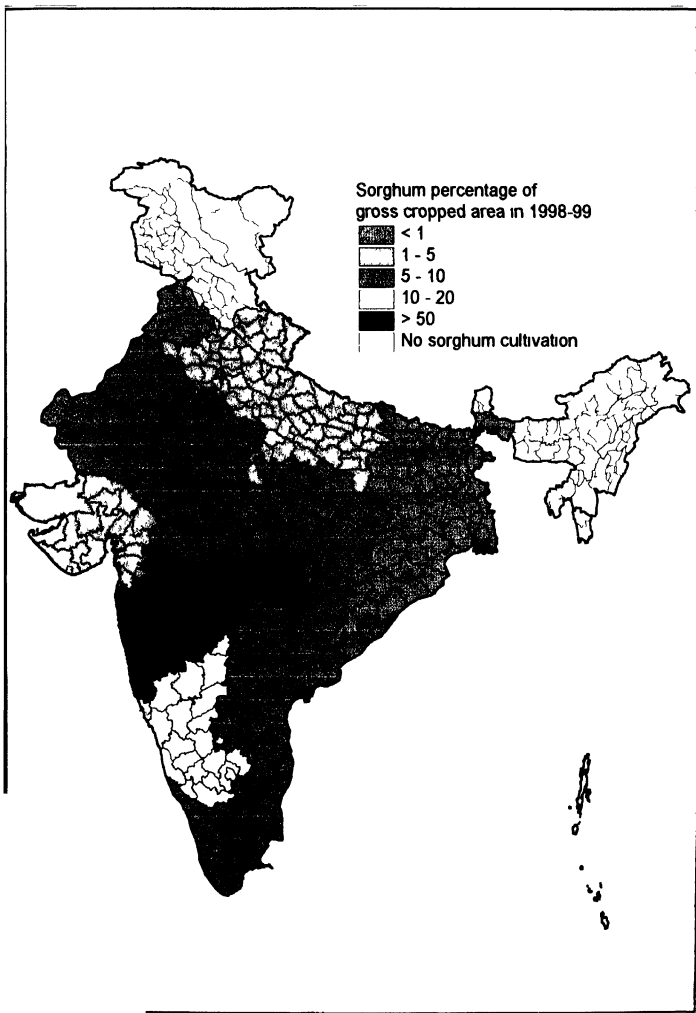 Sorghum percentage of
gross cropped area in 1998-99
< 1
1 - 5
5 - 10
10 - 20
> 50
No sorghum cultivation